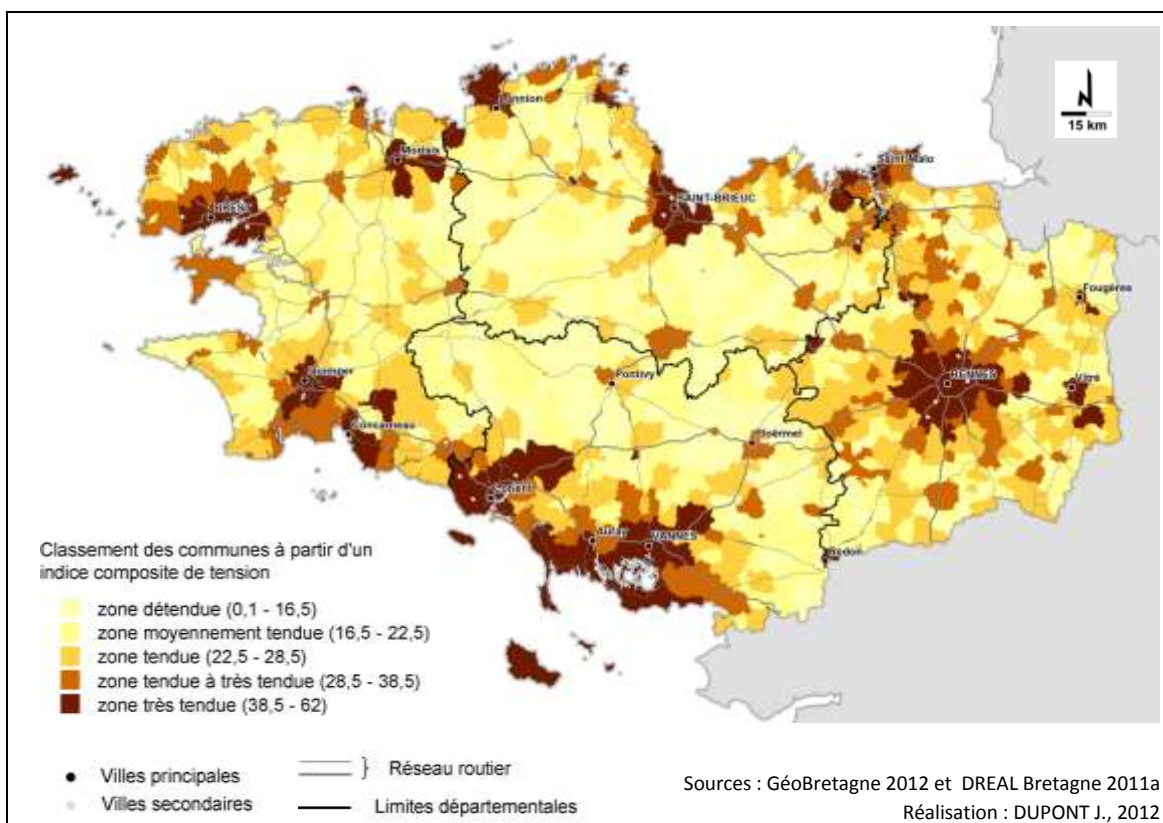 15 km
Lannion
Morlaix
Saint Malo
BREST
SAINT-BRIEUC
Fougères
Quimper
Pontivy
RENNES
Vitré
Concarneau
Ploërmel
Lorient
Auray
VANNES
Redon
Classement des communes à partir d'un
indice composite de tension
zone détendue (0,1 - 16,5)
zone moyennement tendue (16,5 - 22,5)
zone tendue (22,5 - 28,5)
zone tendue à très tendue (28,5 - 38,5)
zone très tendue (38,5 - 62)
Villes principales
Villes secondaires
} Réseau routier
Limites départementales
Sources : GéoBretagne 2012 et DREAL Bretagne 2011a
Réalisation : DUPONT J., 2012